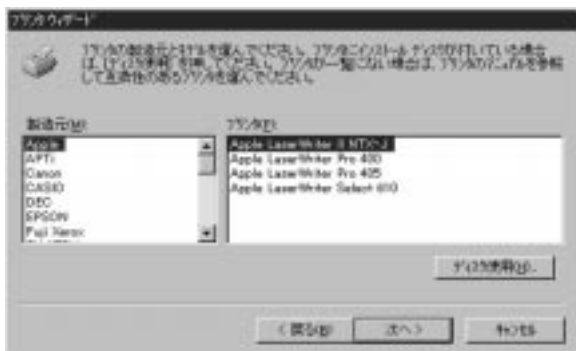 プリンタ ウィザード
プリンタの製造元とモデルを選んでください。プリンタにインストール ディスクが付いている場合
は、[ディスク使用] を押してください。プリンタが一覧にない場合は、プリンタのマニュアルを参照
して互換性のあるプリンタを選んでください。
製造元(M):
プリンタ(P):
Apple
APTi
Canon
CASIO
DEC
EPSON
Fuji Xerox
Apple LaserWriter II NTX-J
Apple LaserWriter Pro 400
Apple LaserWriter Pro 405
Apple LaserWriter Select 610
ディスク使用(H)...
< 戻る(B)
次へ >
キャンセル